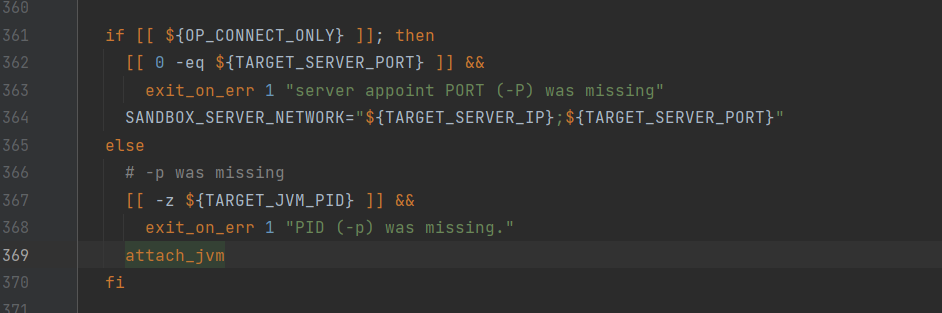 360
361 if [[ ${OP_CONNECT_ONLY} ]]; then
362 [[ 0 -eq ${TARGET_SERVER_PORT} ]] &&
363 exit_on_err 1 "server appoint PORT (-P) was missing"
364 SANDBOX_SERVER_NETWORK="${TARGET_SERVER_IP};${TARGET_SERVER_PORT}"
365 else
366 # -p was missing
367 [[ -z ${TARGET_JVM_PID} ]] &&
368 exit_on_err 1 "PID (-p) was missing."
369 attach_jvm
370 fi
371